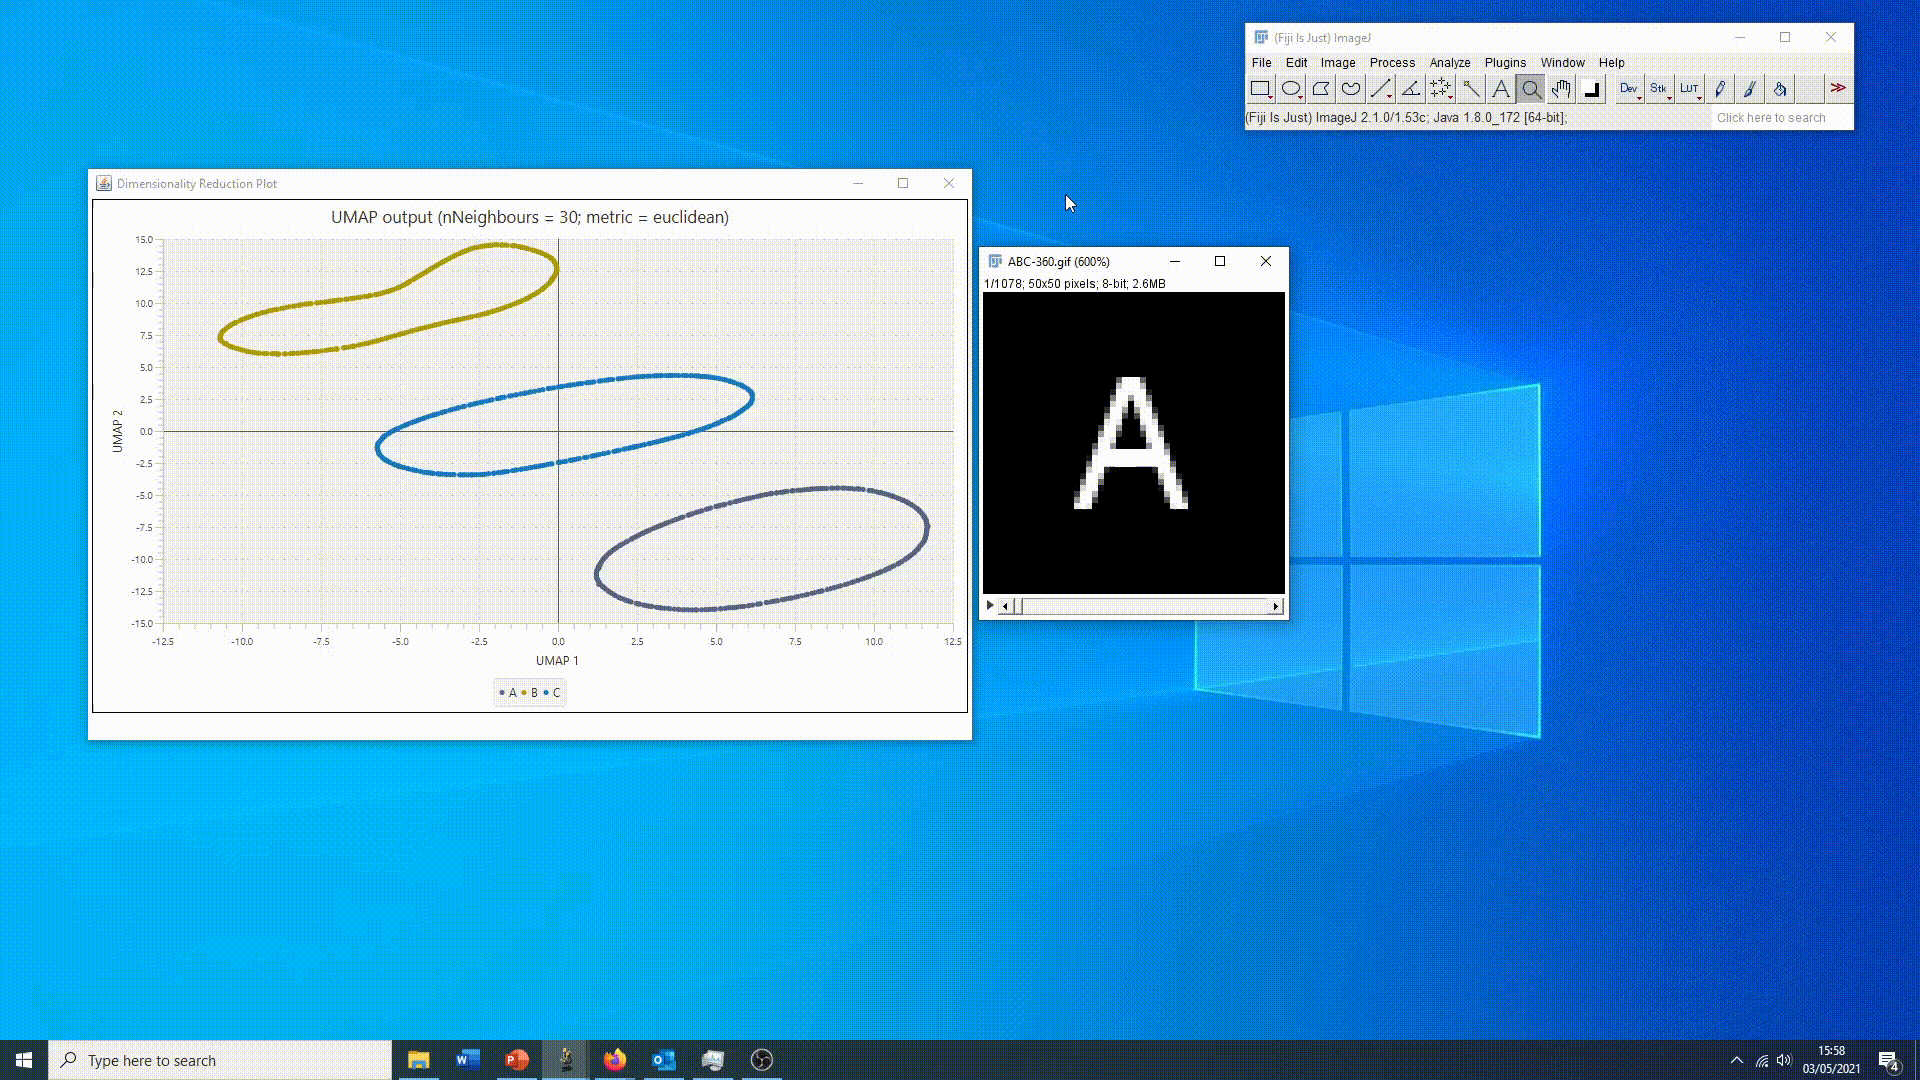 (Fiji Is Just) ImageJ
File Edit Image Process Analyze Plugins Window Help
Dev Stk LUT
(Fiji Is Just) ImageJ 2.1.0/1.53c; Java 1.8.0_172 [64-bit];
Click here to search
Dimensionality Reduction Plot
UMAP output (nNeighbours = 30; metric = euclidean)
15.0
12.5
10.0
7.5
5.0
2.5
0.0
-2.5
-5.0
-7.5
-10.0
-12.5
-15.0
UMAP 2
-12.5 -10.0 -7.5 -5.0 -2.5 0.0 2.5 5.0 7.5 10.0 12.5
UMAP 1
A B C
ABC-360.gif (600%)
1/1078; 50x50 pixels; 8-bit; 2.6MB
A
Type here to search
15:58
03/05/2021
4